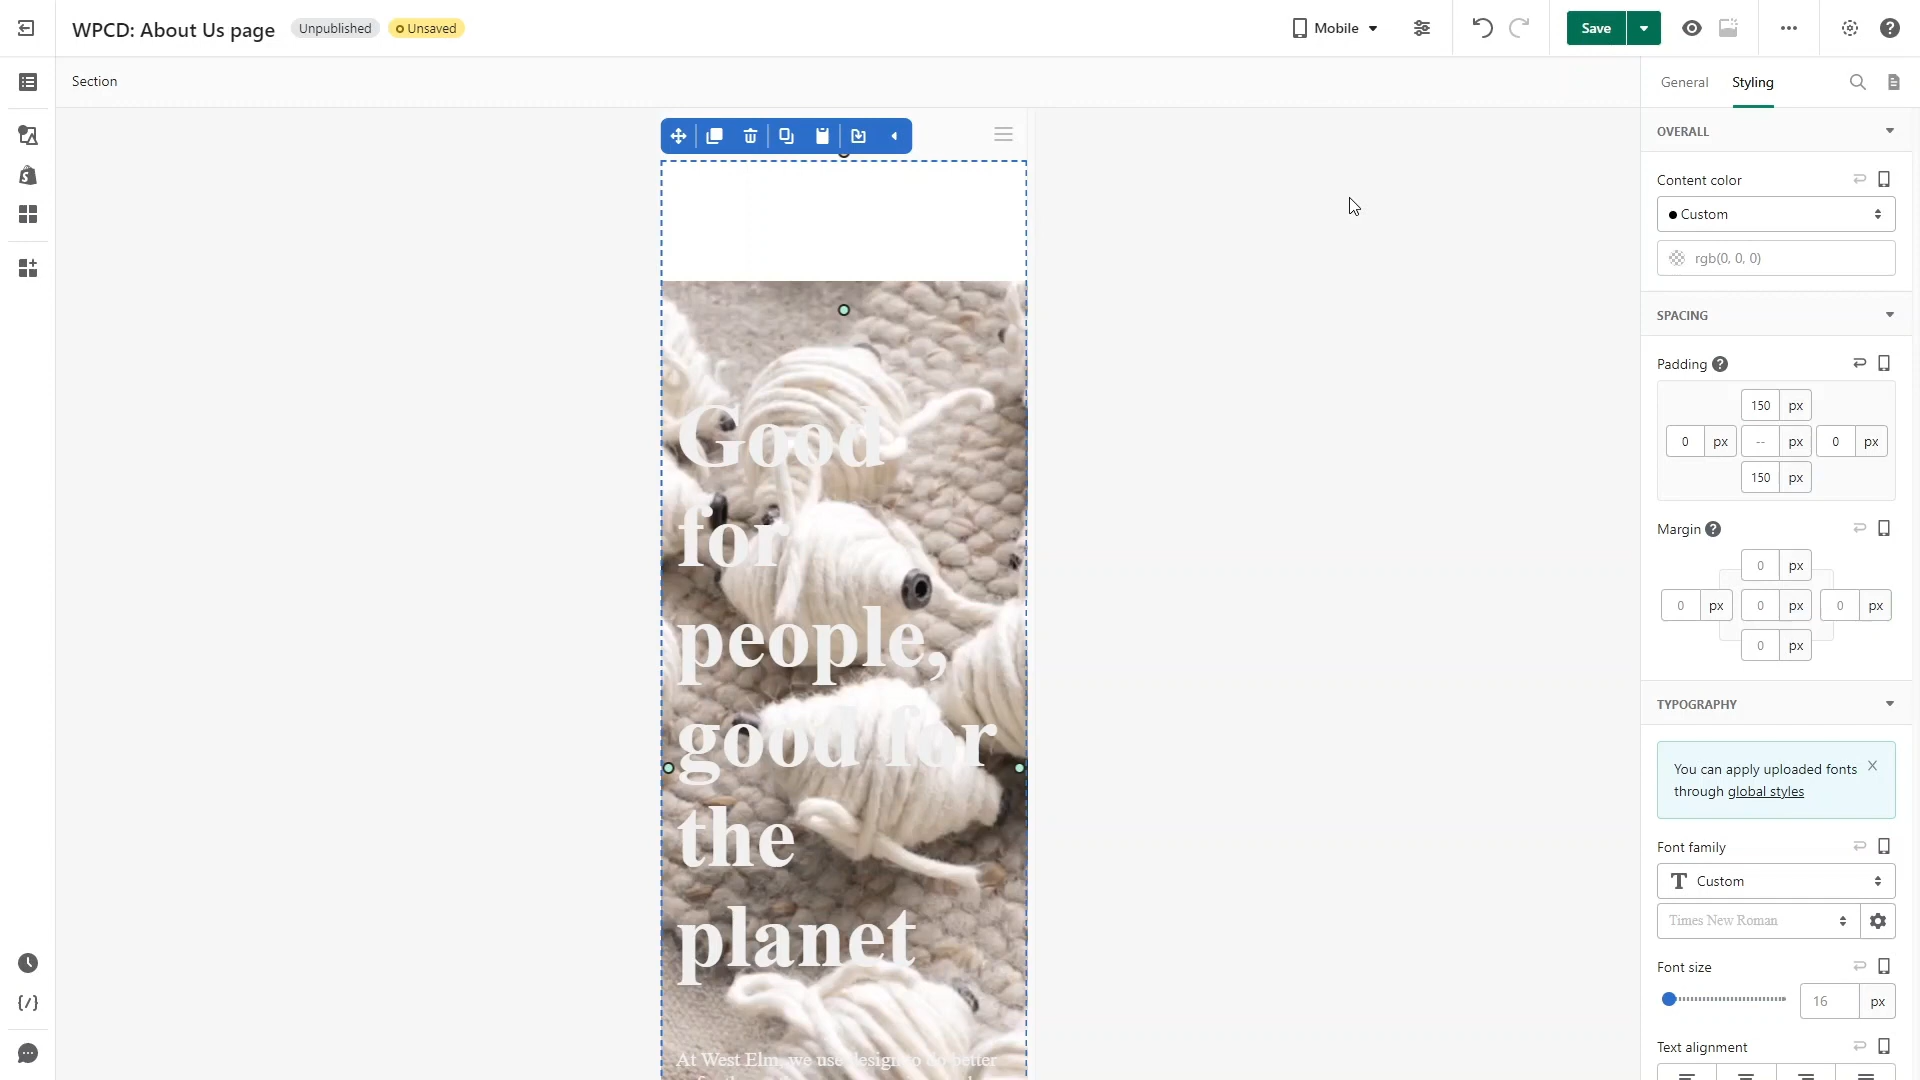 WPCD: About Us page
Unpublished
Unsaved
Mobile
Save
Section
General
Styling
OVERALL
Content color
Custom
rgb(0, 0, 0)
SPACING
Padding
150 px
0 px
-- px
0 px
150 px
Margin
0 px
0 px
0 px
0 px
0 px
TYPOGRAPHY
You can apply uploaded fonts
through global styles
Font family
Custom
Times New Roman
Font size
16 px
Text alignment
Good
for
people,
good for
the
planet
At West Elm, we use design to do better